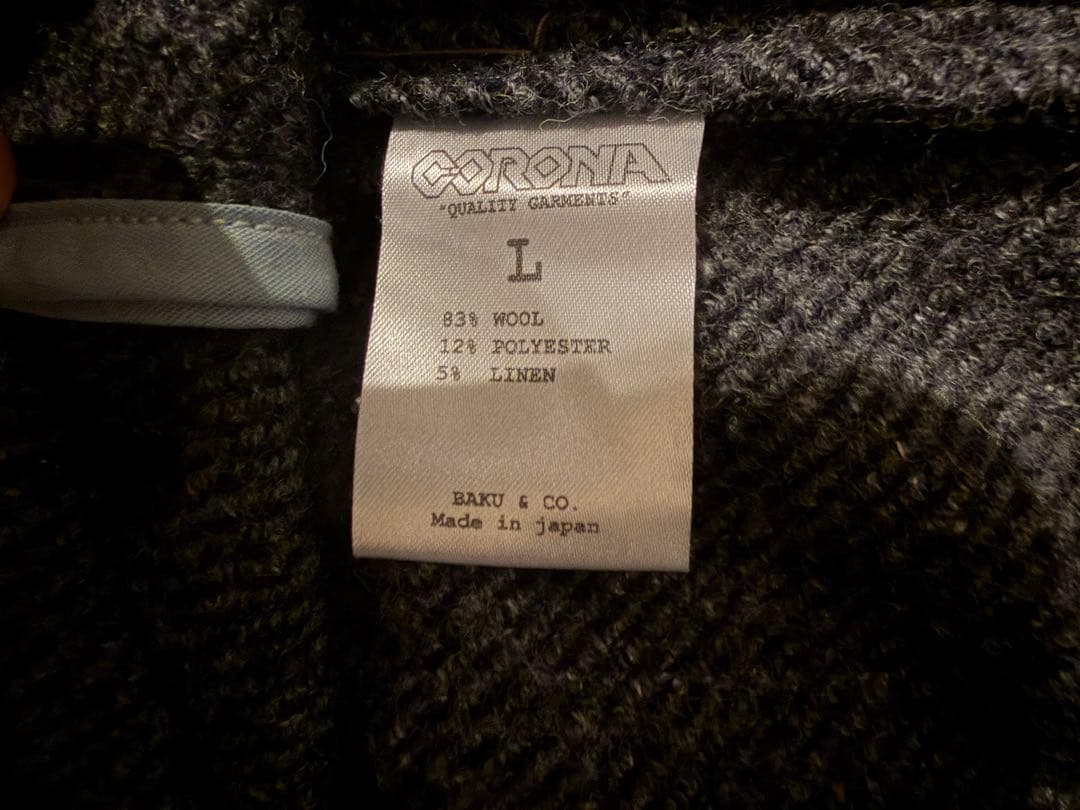 CORONA
"QUALITY GARMENTS"
L
83% WOOL
12% POLYESTER
5% LINEN
BAKU & CO.
Made in japan